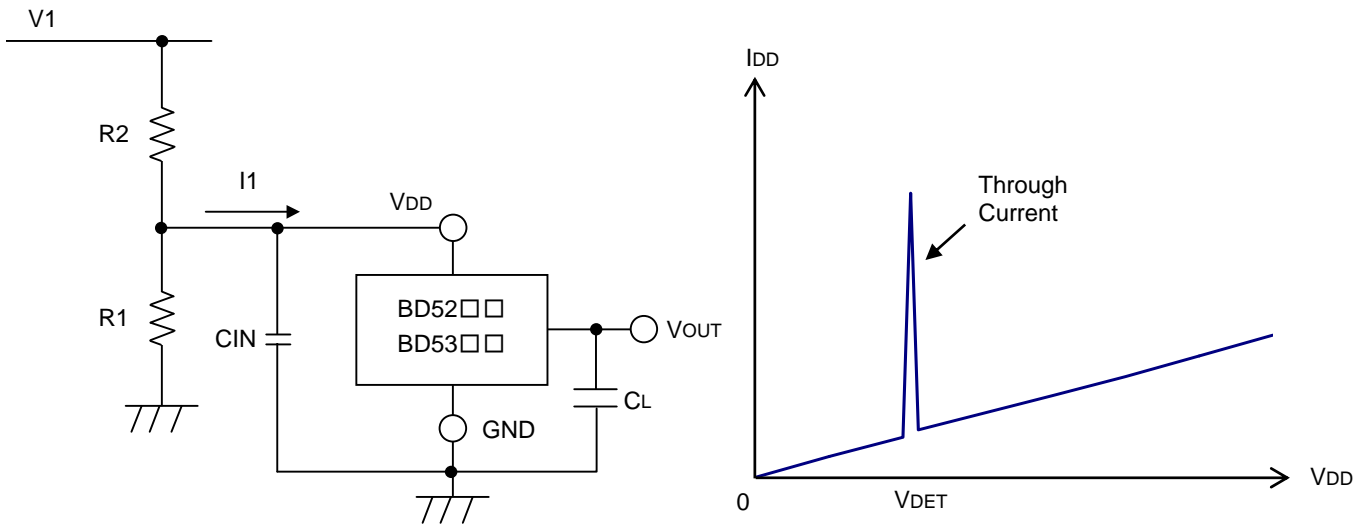 V1
R2
I1
VDD
R1
CIN
BD52□□
BD53□□
VOUT
CL
GND
IDD
Through
Current
0
VDET
VDD